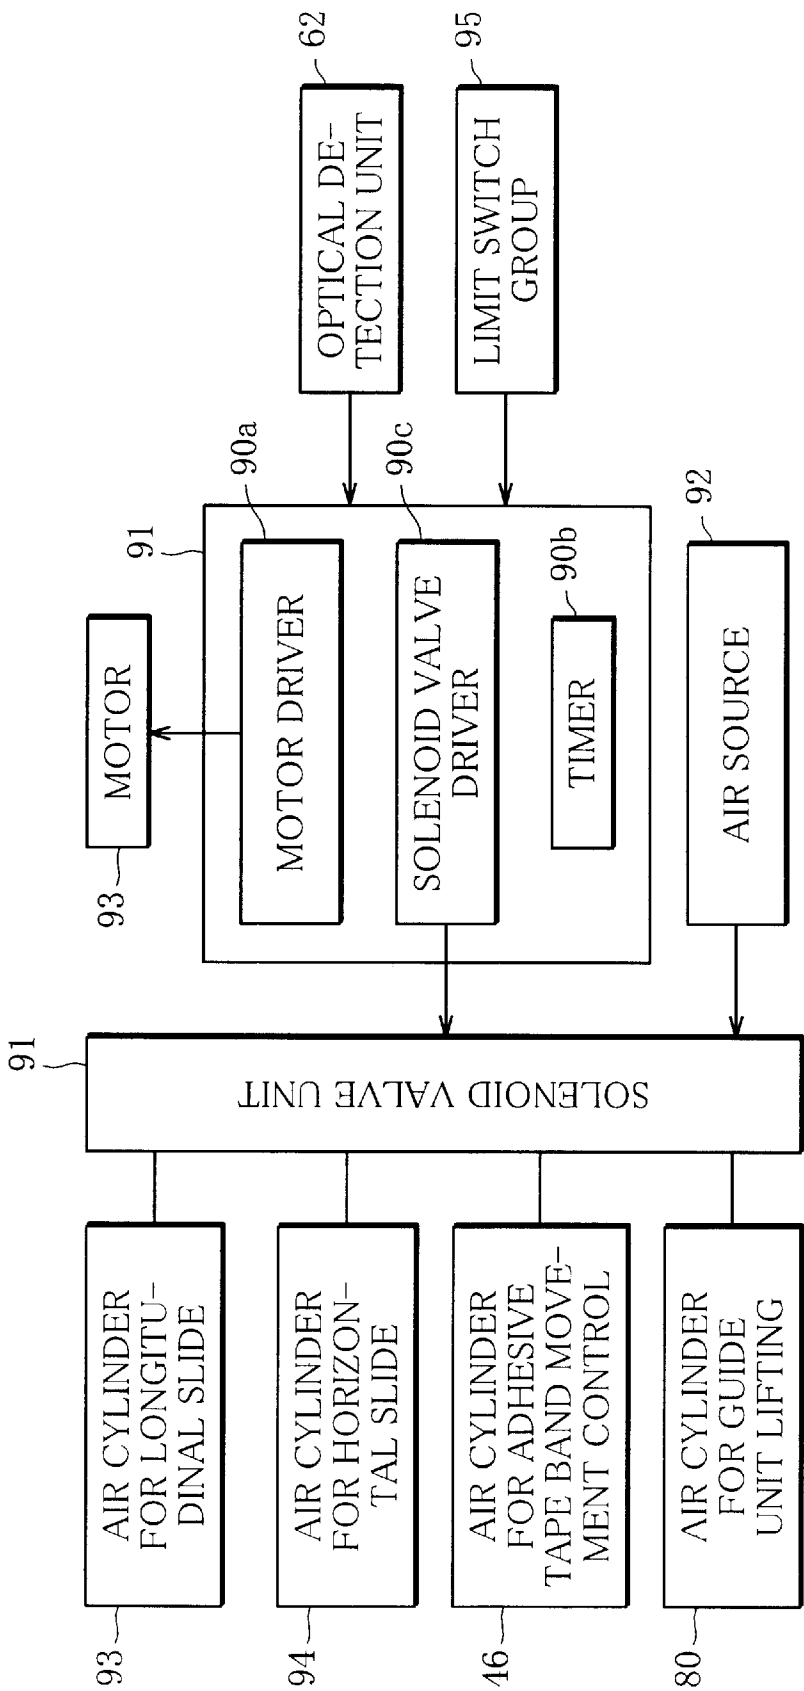 62
OPTICAL DE-
TECTION UNIT
95
LIMIT SWITCH
GROUP
91
90a
MOTOR DRIVER
90c
SOLENOID VALVE
DRIVER
90b
TIMER
MOTOR
93
92
AIR SOURCE
91
SOLENOID VALVE UNIT
AIR CYLINDER
FOR LONGITU-
DINAL SLIDE
93
AIR CYLINDER
FOR HORIZON-
TAL SLIDE
94
AIR CYLINDER
FOR ADHESIVE
TAPE BAND MOVE-
MENT CONTROL
46
AIR CYLINDER
FOR GUIDE
UNIT LIFTING
80